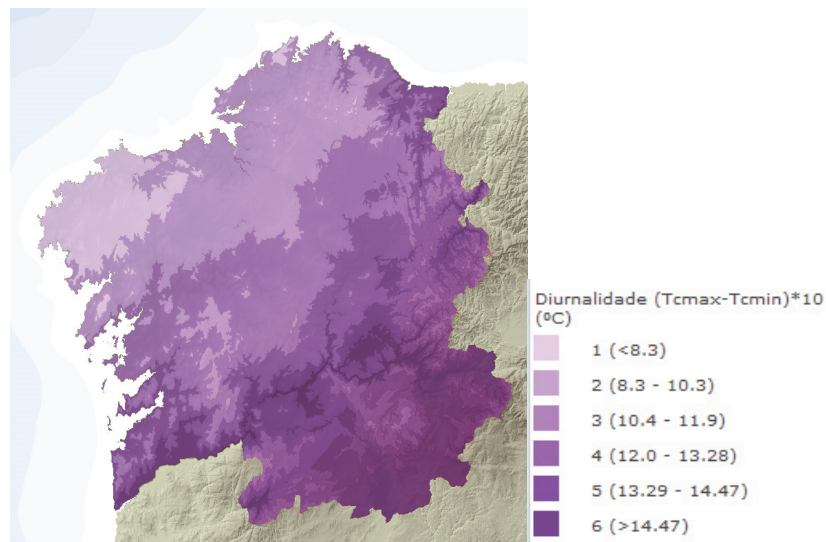 Diurnalidade (Tcmax-Tcmin)*10
(ºC)
1 (<8.3)
2 (8.3 - 10.3)
3 (10.4 - 11.9)
4 (12.0 - 13.28)
5 (13.29 - 14.47)
6 (>14.47)